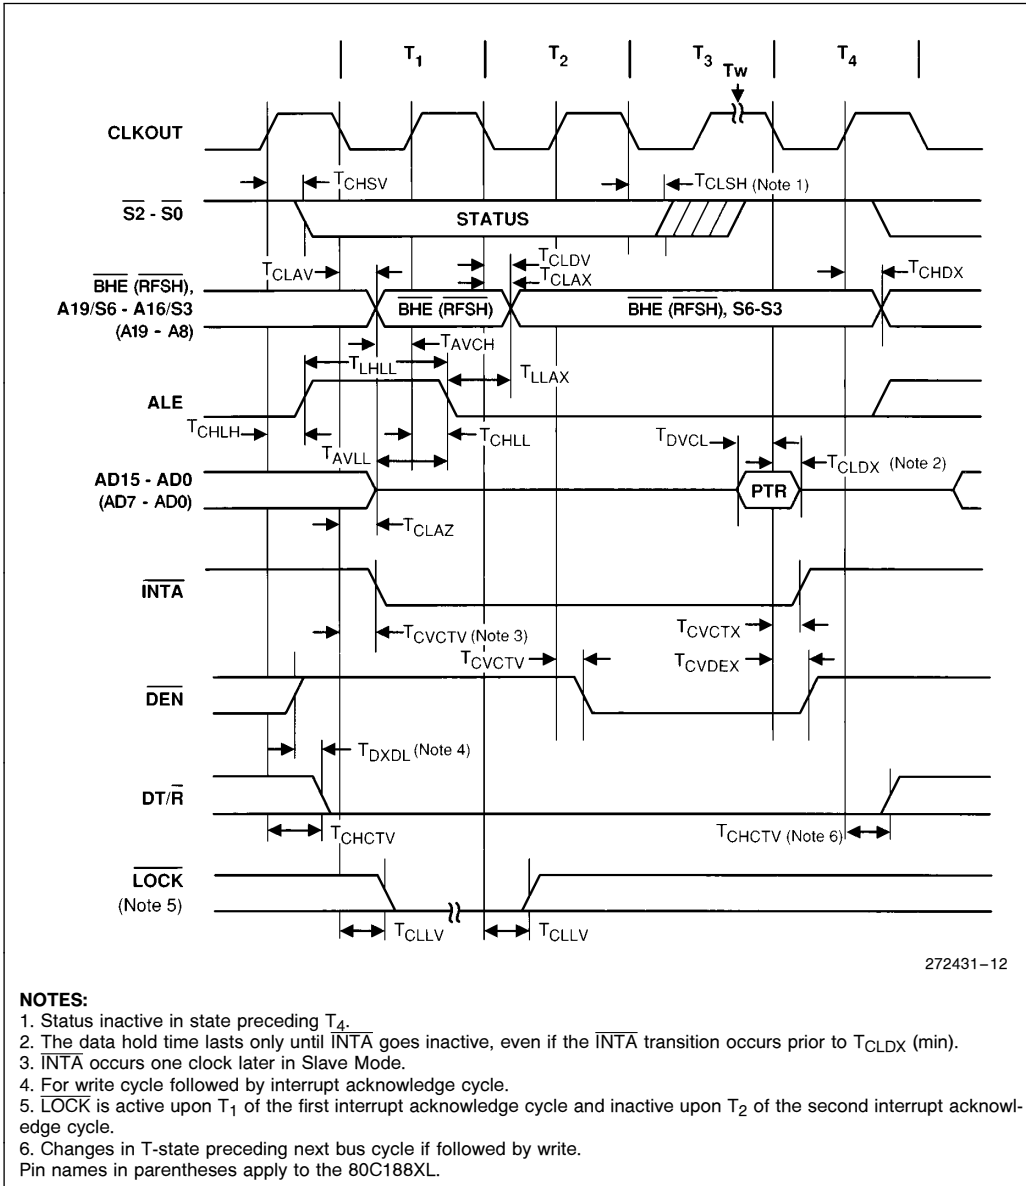 T1 T2 T3 T4
Tw
CLKOUT
TCHSV TCLSH (Note 1)
S2 - S0 STATUS
TCLDV
TCLAV TCLAX TCHDX
BHE (RFSH),
A19/S6 - A16/S3 BHE (RFSH) BHE (RFSH), S6-S3
(A19 - A8)
TAVCH
TLHLL
TLLAX
ALE
TCHLH TCHLL TDVCL
TAVLL TCLDX (Note 2)
AD15 - AD0 PTR
(AD7 - AD0)
TCLAZ
INTA
TCVCTV (Note 3) TCVCTX
TCVCTV TCVDEX
DEN
TDXDL (Note 4)
DT/R
TCHCTV TCHCTV (Note 6)
LOCK
(Note 5)
TCLLV TCLLV
272431-12
NOTES:
1. Status inactive in state preceding T4.
2. The data hold time lasts only until INTA goes inactive, even if the INTA transition occurs prior to TCLDX (min).
3. INTA occurs one clock later in Slave Mode.
4. For write cycle followed by interrupt acknowledge cycle.
5. LOCK is active upon T1 of the first interrupt acknowledge cycle and inactive upon T2 of the second interrupt acknowl-
edge cycle.
6. Changes in T-state preceding next bus cycle if followed by write.
Pin names in parentheses apply to the 80C188XL.